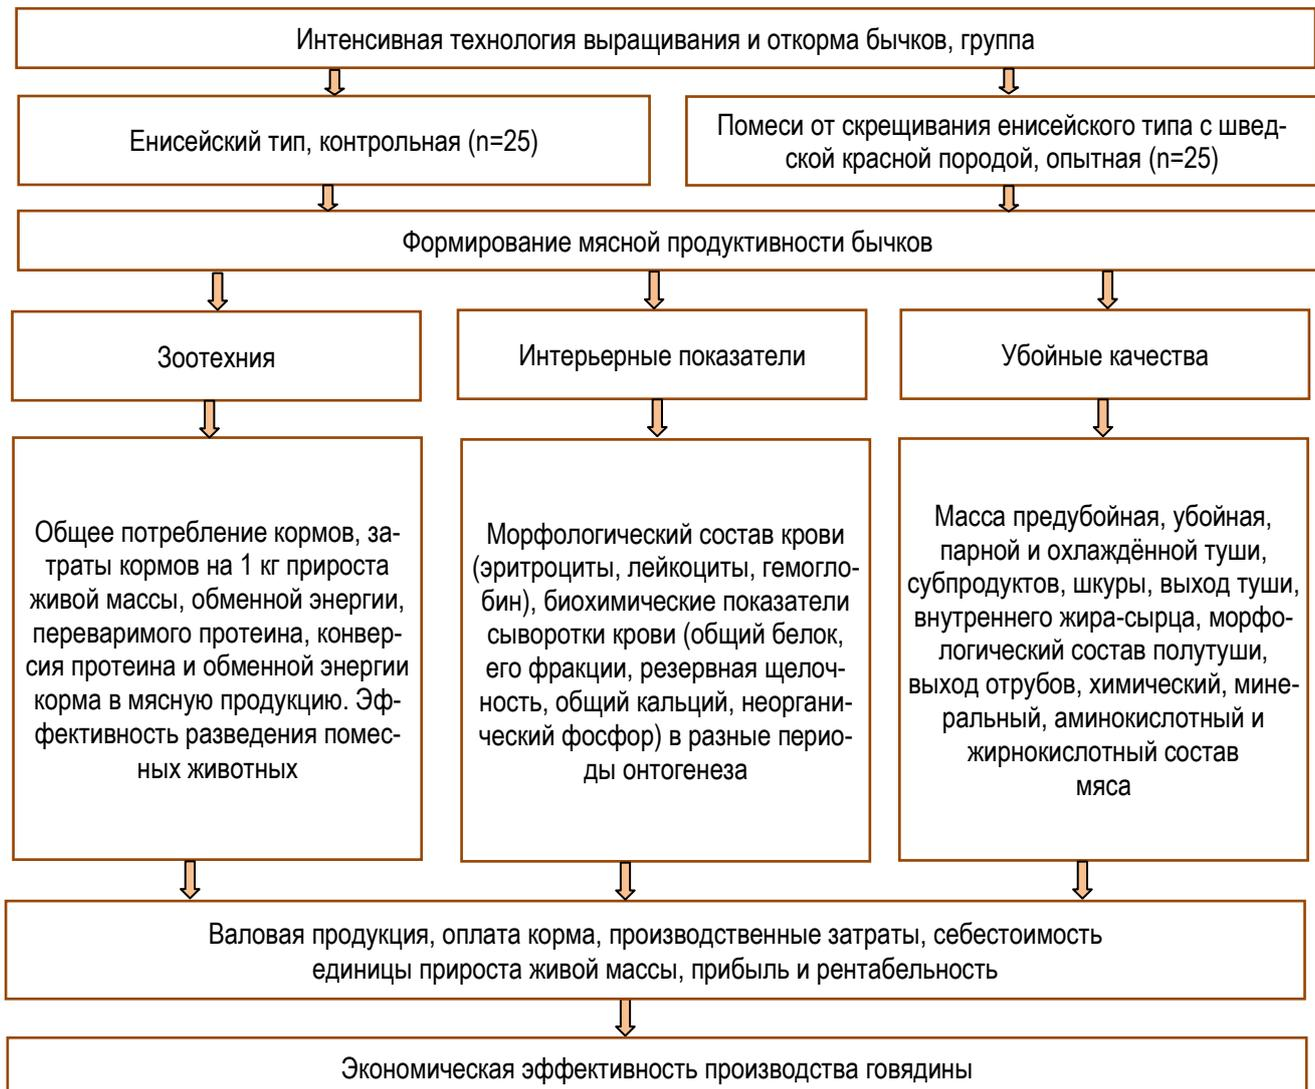 Интенсивная технология выращивания и откорма бычков, группа
Енисейский тип, контрольная (n=25)
Помеси от скрещивания енисейского типа с швед-
ской красной породой, опытная (n=25)
Формирование мясной продуктивности бычков
Зоотехния
Интерьерные показатели
Убойные качества
Общее потребление кормов, за-
траты кормов на 1 кг прироста
живой массы, обменной энергии,
переваримого протеина, конвер-
сия протеина и обменной энергии
корма в мясную продукцию. Эф-
фективность разведения помес-
ных животных
Морфологический состав крови
(эритроциты, лейкоциты, гемогло-
бин), биохимические показатели
сыворотки крови (общий белок,
его фракции, резервная щелоч-
ность, общий кальций, неоргани-
ческий фосфор) в разные перио-
ды онтогенеза
Масса предубойная, убойная,
парной и охлаждённой туши,
субпродуктов, шкуры, выход туши,
внутреннего жира-сырца, морфо-
логический состав полутуши,
выход отрубов, химический, мине-
ральный, аминокислотный и
жирнокислотный состав
мяса
Валовая продукция, оплата корма, производственные затраты, себестоимость
единицы прироста живой массы, прибыль и рентабельность
Экономическая эффективность производства говядины